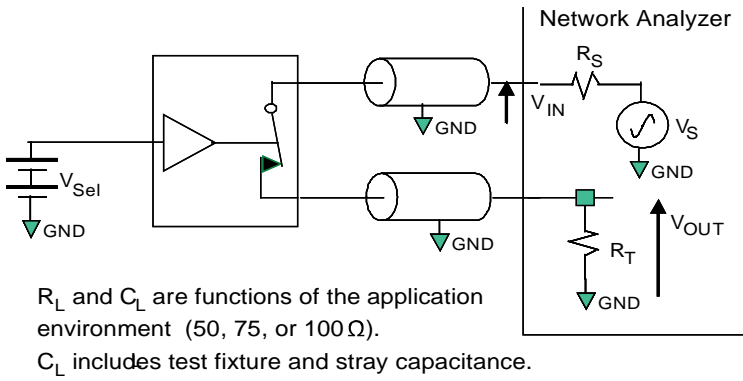 Network Analyzer
R_S
V_IN
GND
V_S
GND
V_Sel
GND
GND
V_OUT
R_T
GND
R_L and C_L are functions of the application
environment (50, 75, or 100 Ω).
C_L includes test fixture and stray capacitance.